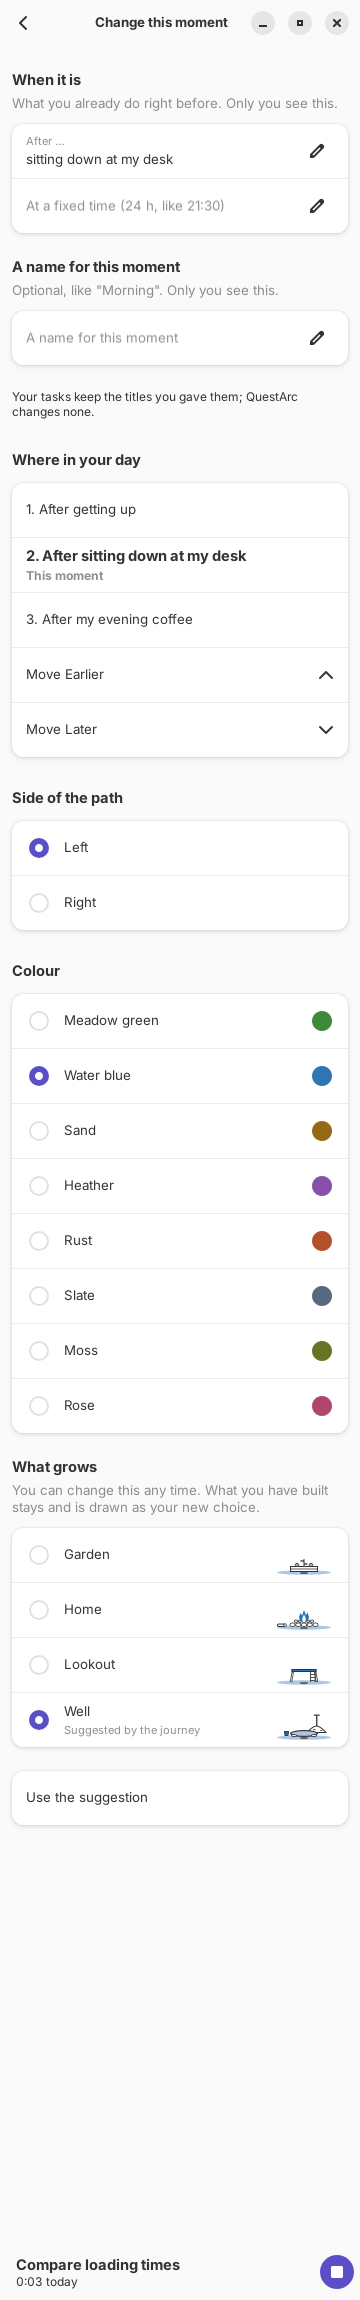 Change this moment
When it is
What you already do right before. Only you see this.
After …
sitting down at my desk
At a fixed time (24 h, like 21:30)
A name for this moment
Optional, like "Morning". Only you see this.
A name for this moment
Your tasks keep the titles you gave them; QuestArc
changes none.
Where in your day
1. After getting up
2. After sitting down at my desk
This moment
3. After my evening coffee
Move Earlier
Move Later
Side of the path
Left
Right
Colour
Meadow green
Water blue
Sand
Heather
Rust
Slate
Moss
Rose
What grows
You can change this any time. What you have built
stays and is drawn as your new choice.
Garden
Home
Lookout
Well
Suggested by the journey
Use the suggestion
Compare loading times
0:03 today